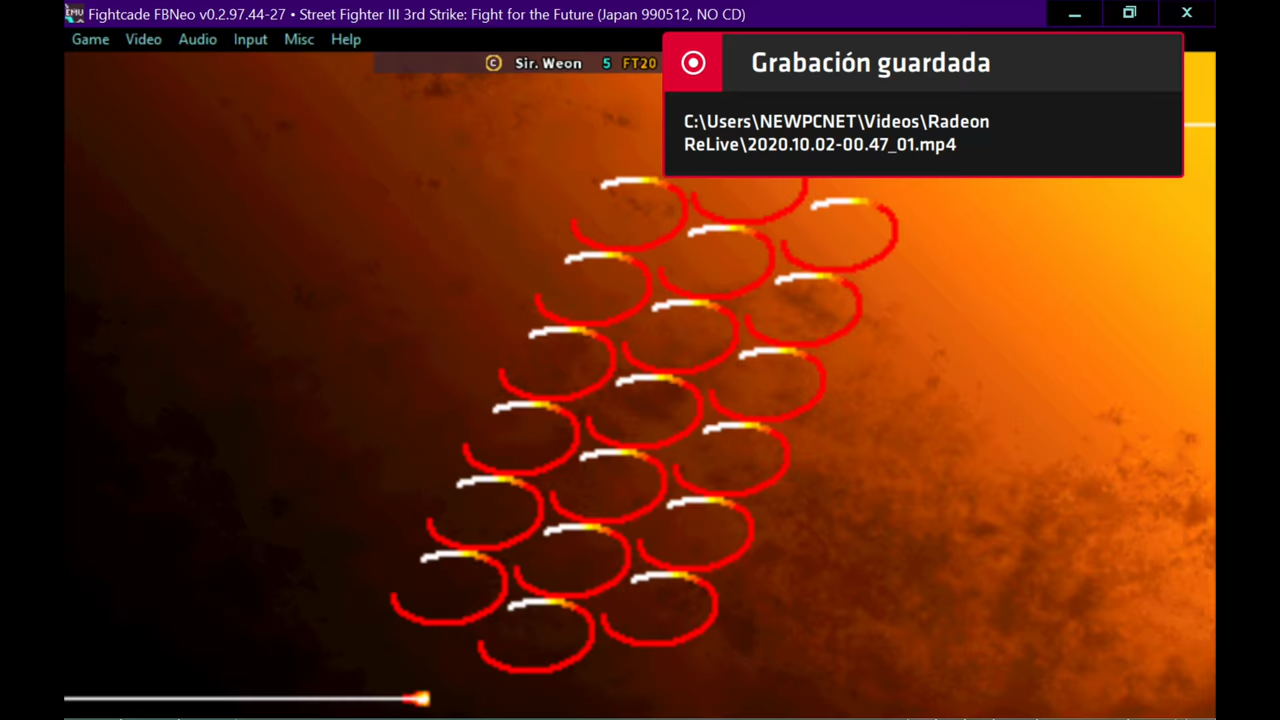 Fightcade FBNeo v0.2.97.44-27 • Street Fighter III 3rd Strike: Fight for the Future (Japan 990512, NO CD)
Game Video Audio Input Misc Help
C Sir. Weon 5 FT20
Grabación guardada
C:\Users\NEWPCNET\Videos\Radeon
ReLive\2020.10.02-00.47_01.mp4